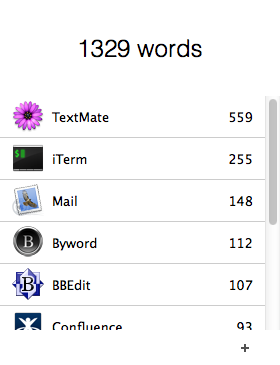 1329 words
TextMate 559
$
iTerm 255
Mail 148
B
Byword 112
B
BBEdit 107
Confluence 93
+